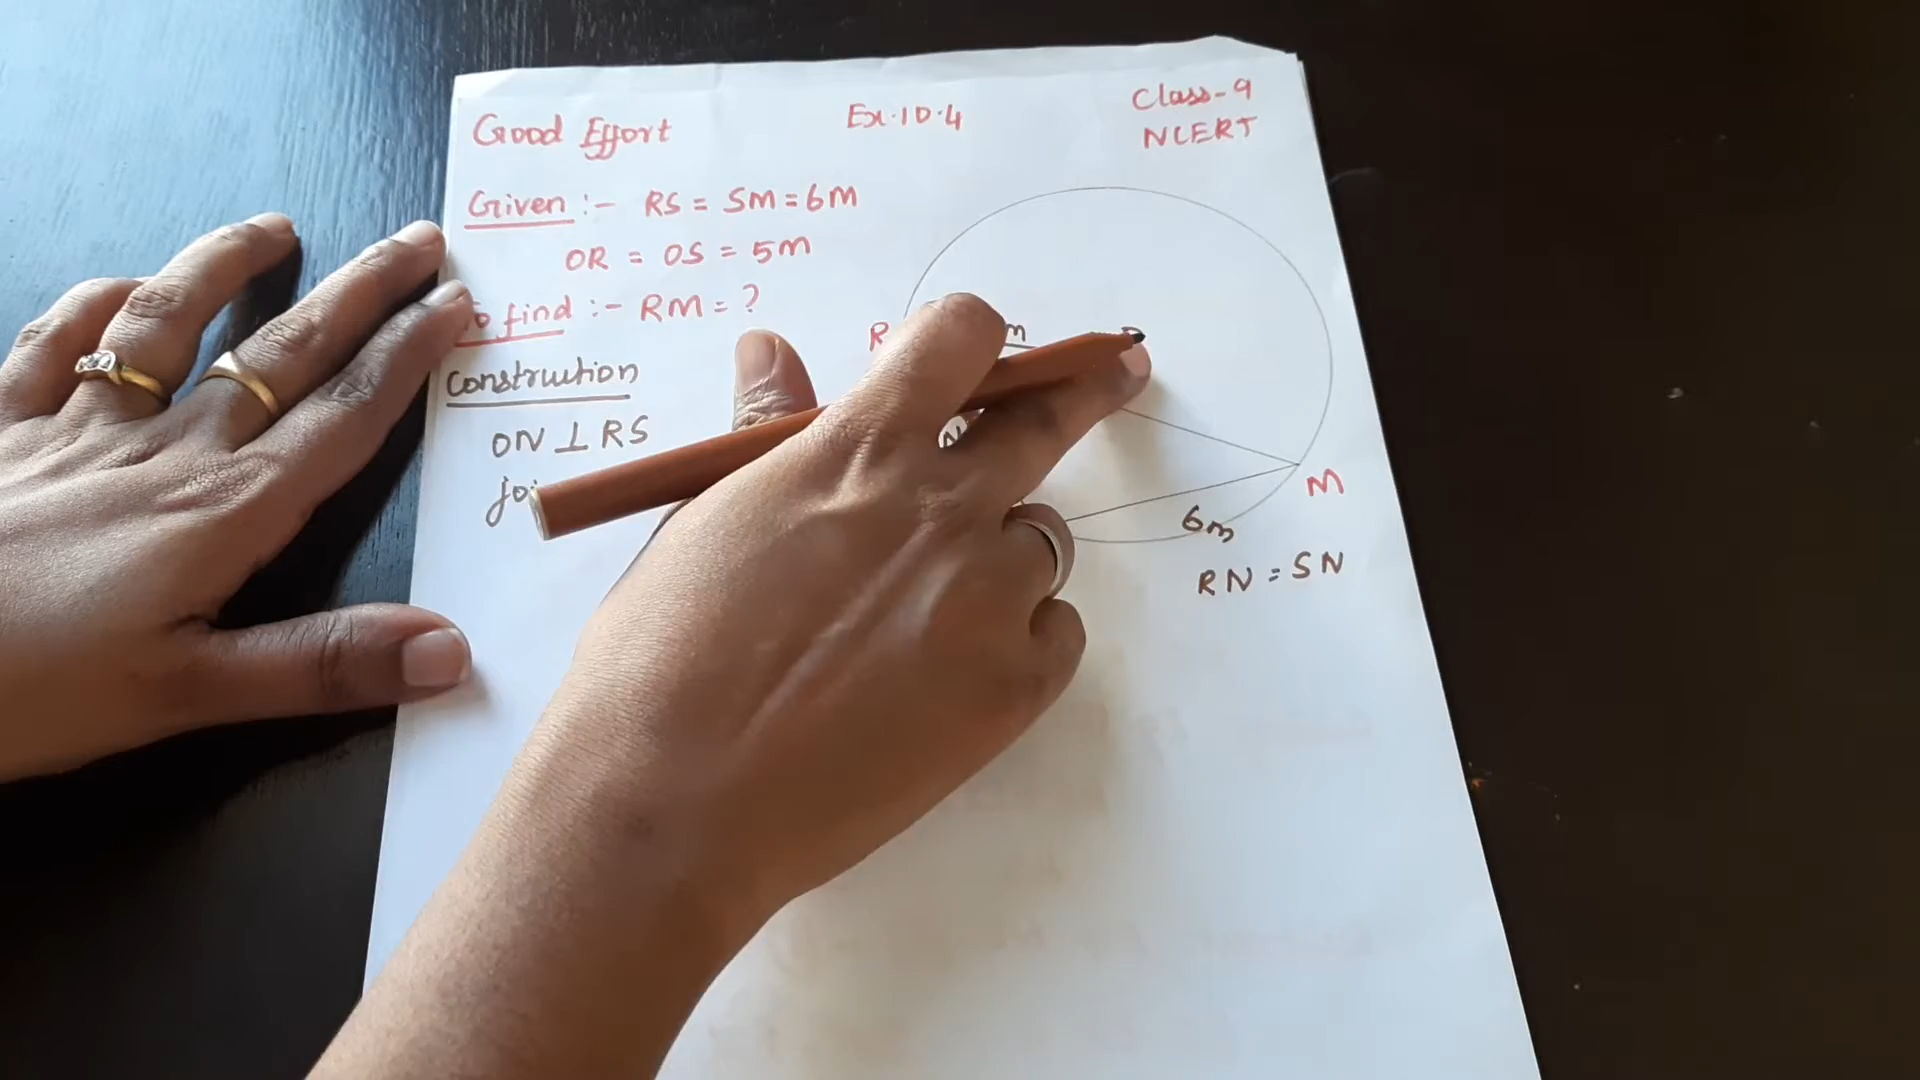 Good Effort
Ex.10.4
Class-9
NCERT
Given :- RS = SM = 6M
OR = OS = 5M
To find :- RM = ?
Construction
ON ⊥ RS
R
m
N
M
6m
RN = SN